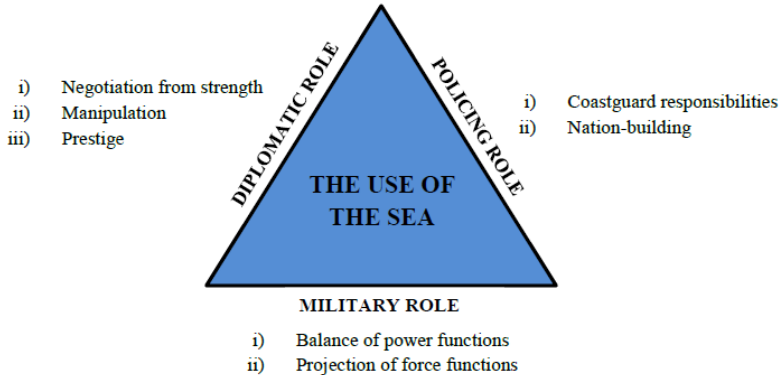 DIPLOMATIC ROLE
i) Negotiation from strength
ii) Manipulation
iii) Prestige
POLICING ROLE
i) Coastguard responsibilities
ii) Nation-building
THE USE OF
THE SEA
MILITARY ROLE
i) Balance of power functions
ii) Projection of force functions